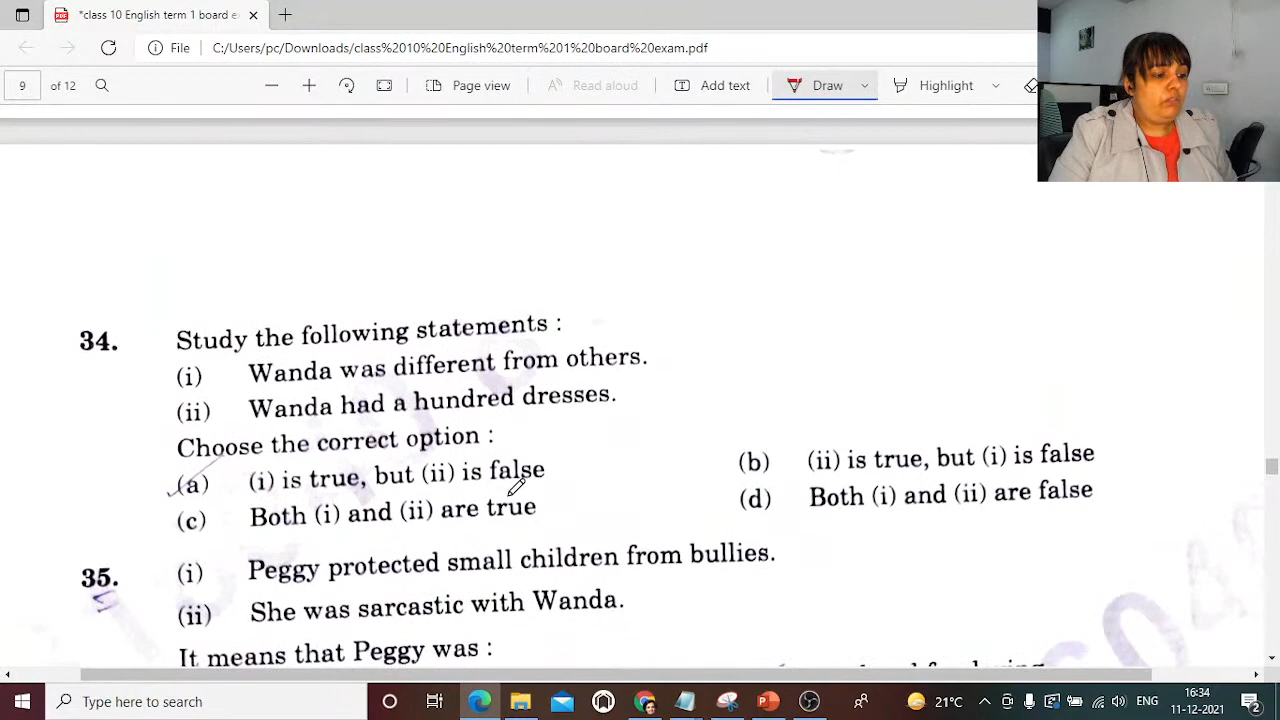 *class 10 English term 1 board e
File
C:/Users/pc/Downloads/class%2010%20English%20term%201%20board%20exam.pdf
9 of 12
Page view
Read aloud
Add text
Draw
Highlight
34. Study the following statements :
(i) Wanda was different from others.
(ii) Wanda had a hundred dresses.
Choose the correct option :
(a) (i) is true, but (ii) is false
(b) (ii) is true, but (i) is false
(c) Both (i) and (ii) are true
(d) Both (i) and (ii) are false
35. (i) Peggy protected small children from bullies.
(ii) She was sarcastic with Wanda.
It means that Peggy was :
Type here to search
21°C
ENG
16:34
11-12-2021
2